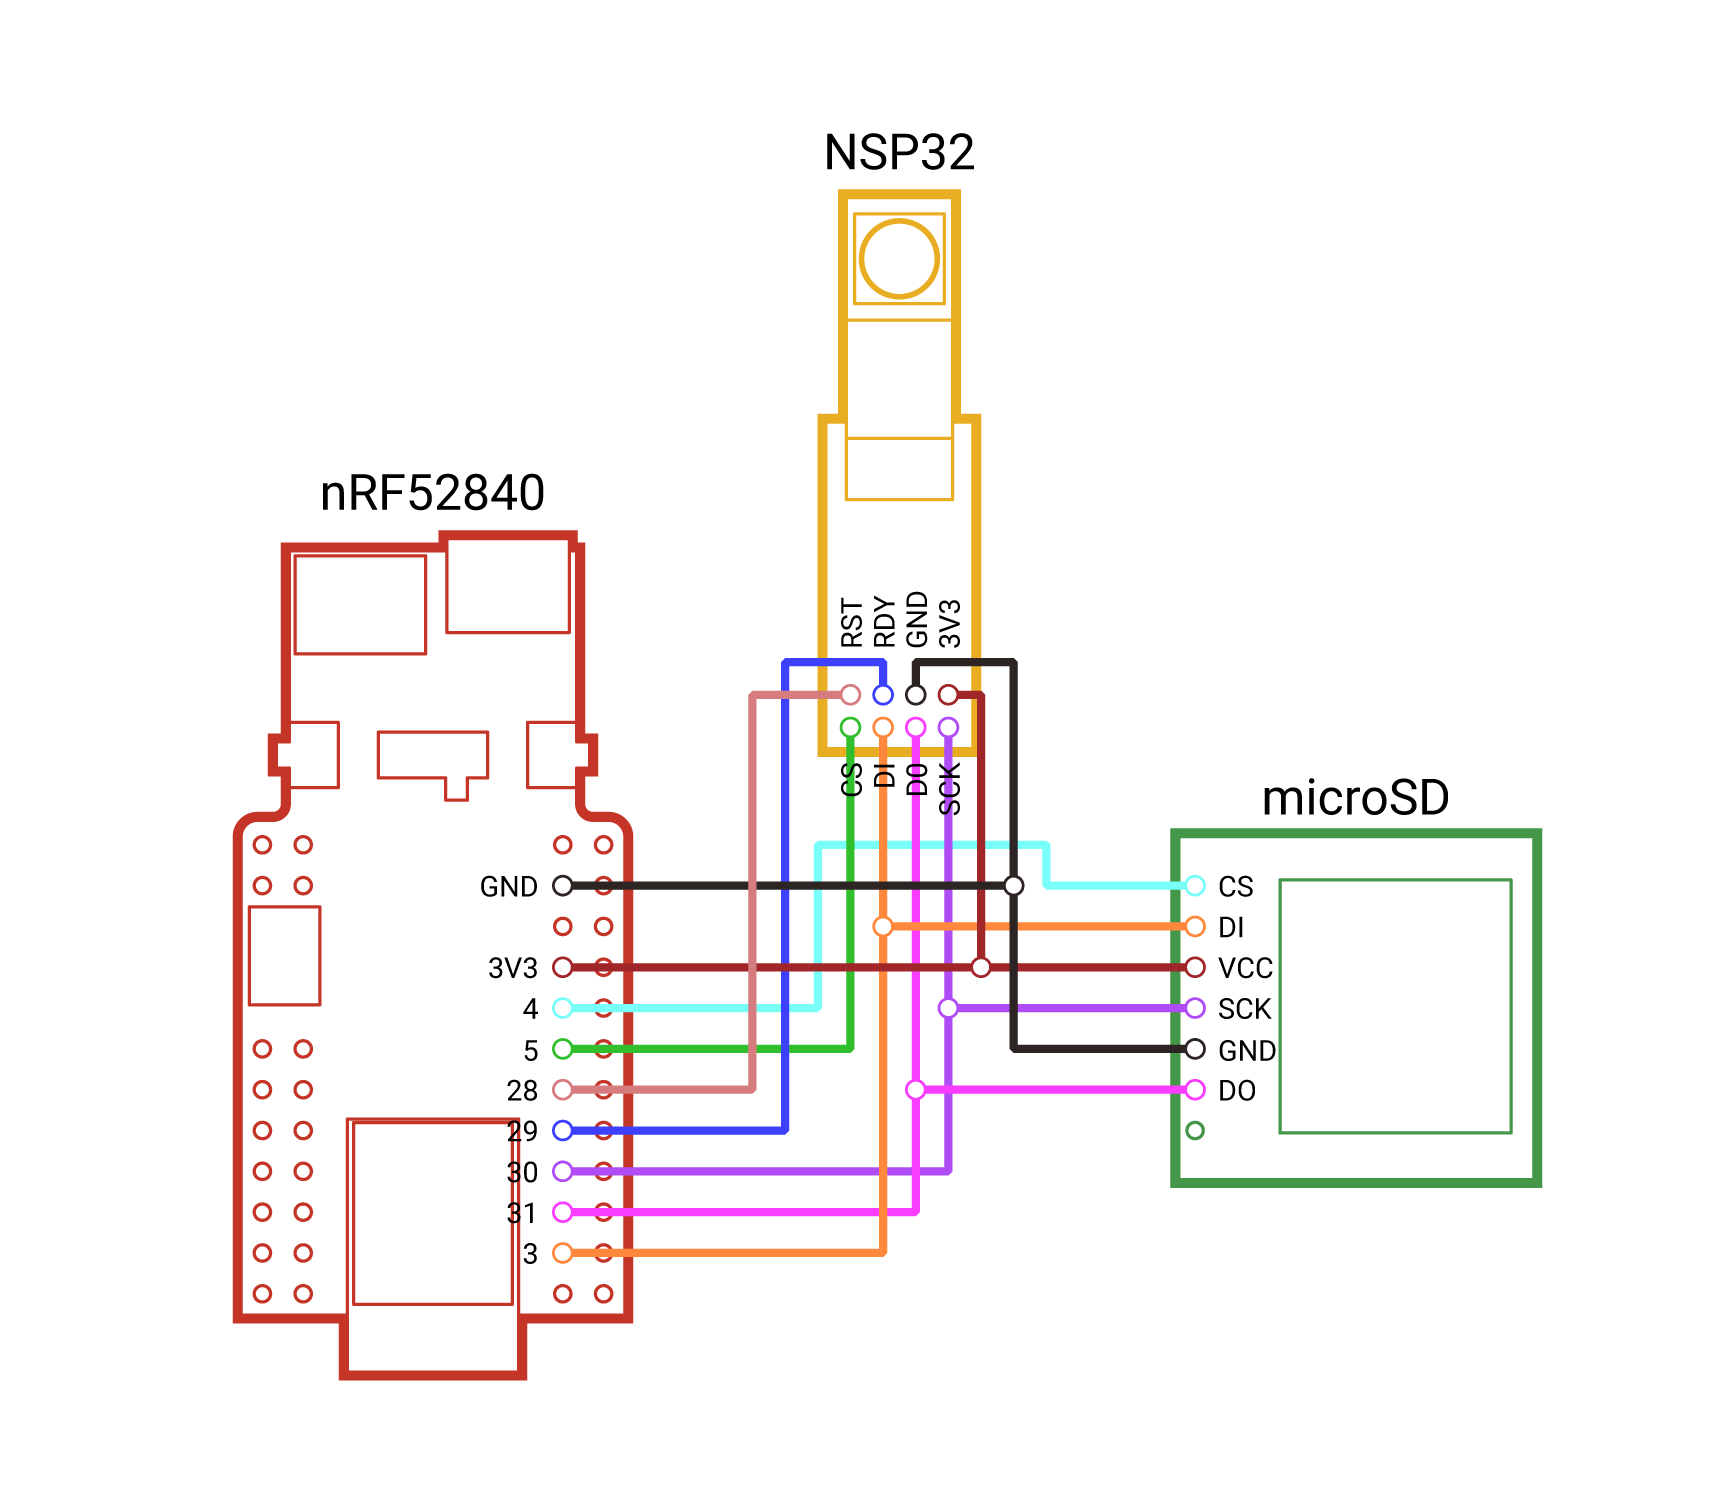 NSP32
nRF52840
RST
RDY
GND
3V3
CS
DI
DO
SCK
microSD
GND
3V3
4
5
28
29
30
31
3
CS
DI
VCC
SCK
GND
DO